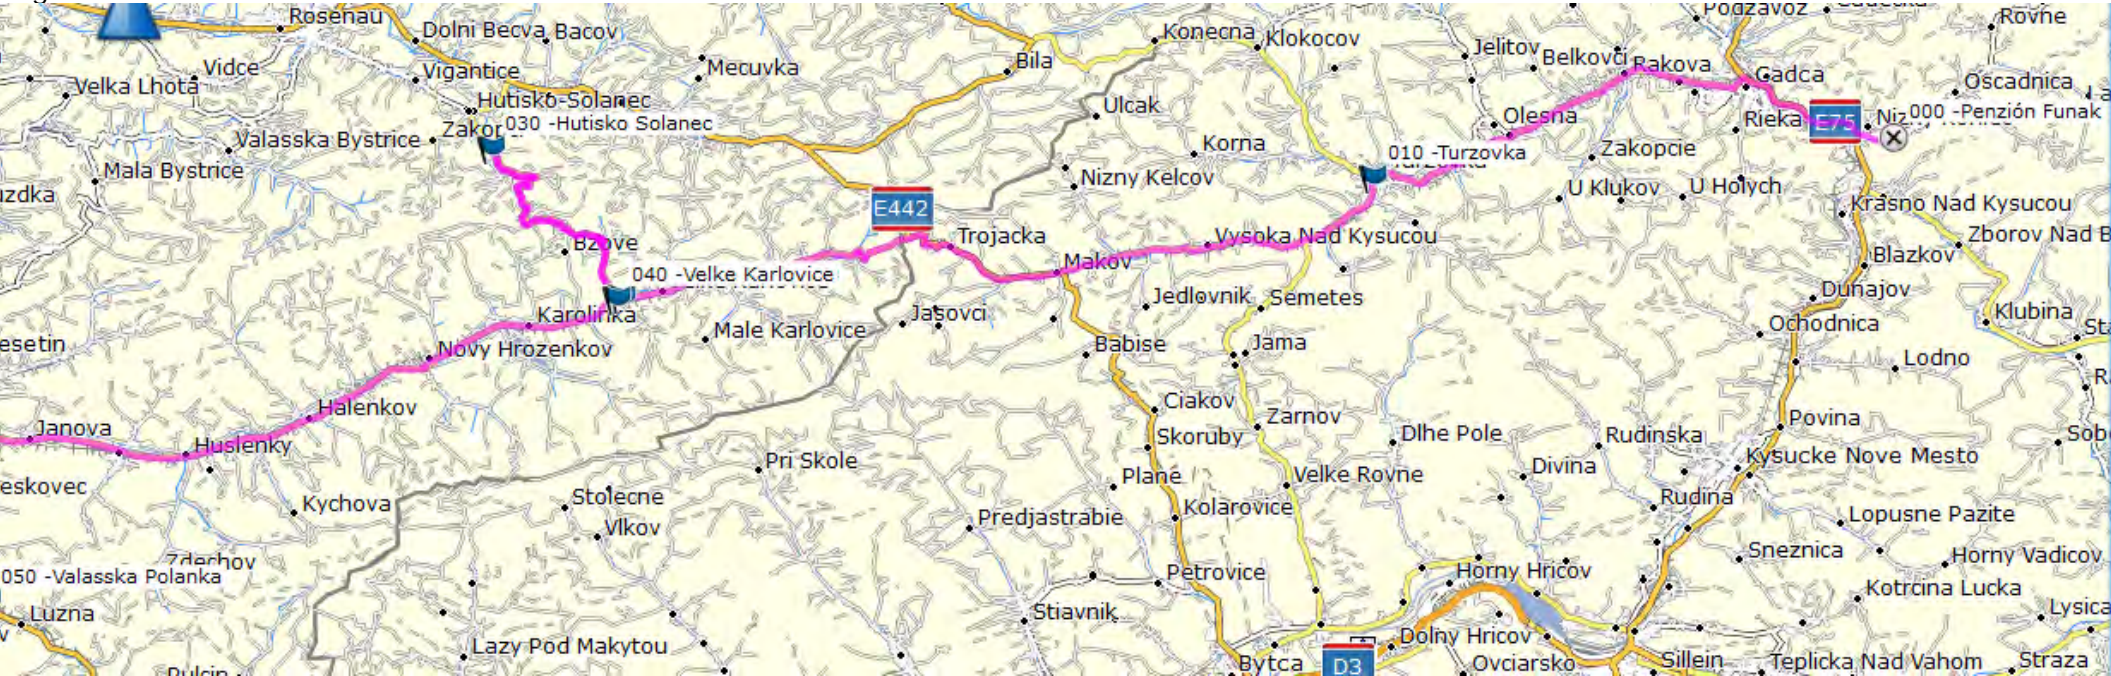 Rosenau
Dolni Becva
Bacov
Konecna
Klokocov
Podzavoz
Rovne
Vidce
Vigantice
Mecuvka
Bila
Jelitov
Belkovci
Rakova
Cadca
Oscadnica
Velka Lhota
Hutisko-Solanec
Ulcak
030 -Hutisko Solanec
Olesna
Rieka
E75
000 -Penzión Funak
Valasska Bystrice
Korna
010 -Turzovka
Zakopcie
Mala Bystrice
Nizny Kelcov
U Klukov
U Holych
E442
Krasno Nad Kysucou
Bzove
Trojacka
Vysoka Nad Kysucou
Zborov Nad B
Makov
Blazkov
040 -Velke Karlovice
Jedlovnik
Semetes
Dunajov
Karolinka
Jasovci
Klubina
Male Karlovice
Ochodnica
esetin
Novy Hrozenkov
Babise
Jama
Lodno
Halenkov
Ciakov
Zarnov
Povina
Janova
Huslenky
Skoruby
Dlhe Pole
Rudinska
Pri Skole
Divina
Kysucke Nove Mesto
eskovec
Plane
Velke Rovne
Kychova
Stolecne
Rudina
Vlkov
Predjastrabie
Kolarovice
Lopusne Pazite
Zdechov
Sneznica
Horny Vadicov
050 -Valasska Polanka
Petrovice
Horny Hricov
Kotrcina Lucka
Luzna
Stiavnik
Lysica
Lazy Pod Makytou
Dolny Hricov
Bytca
D3
Ovciarsko
Sillein
Teplicka Nad Vahom
Straza